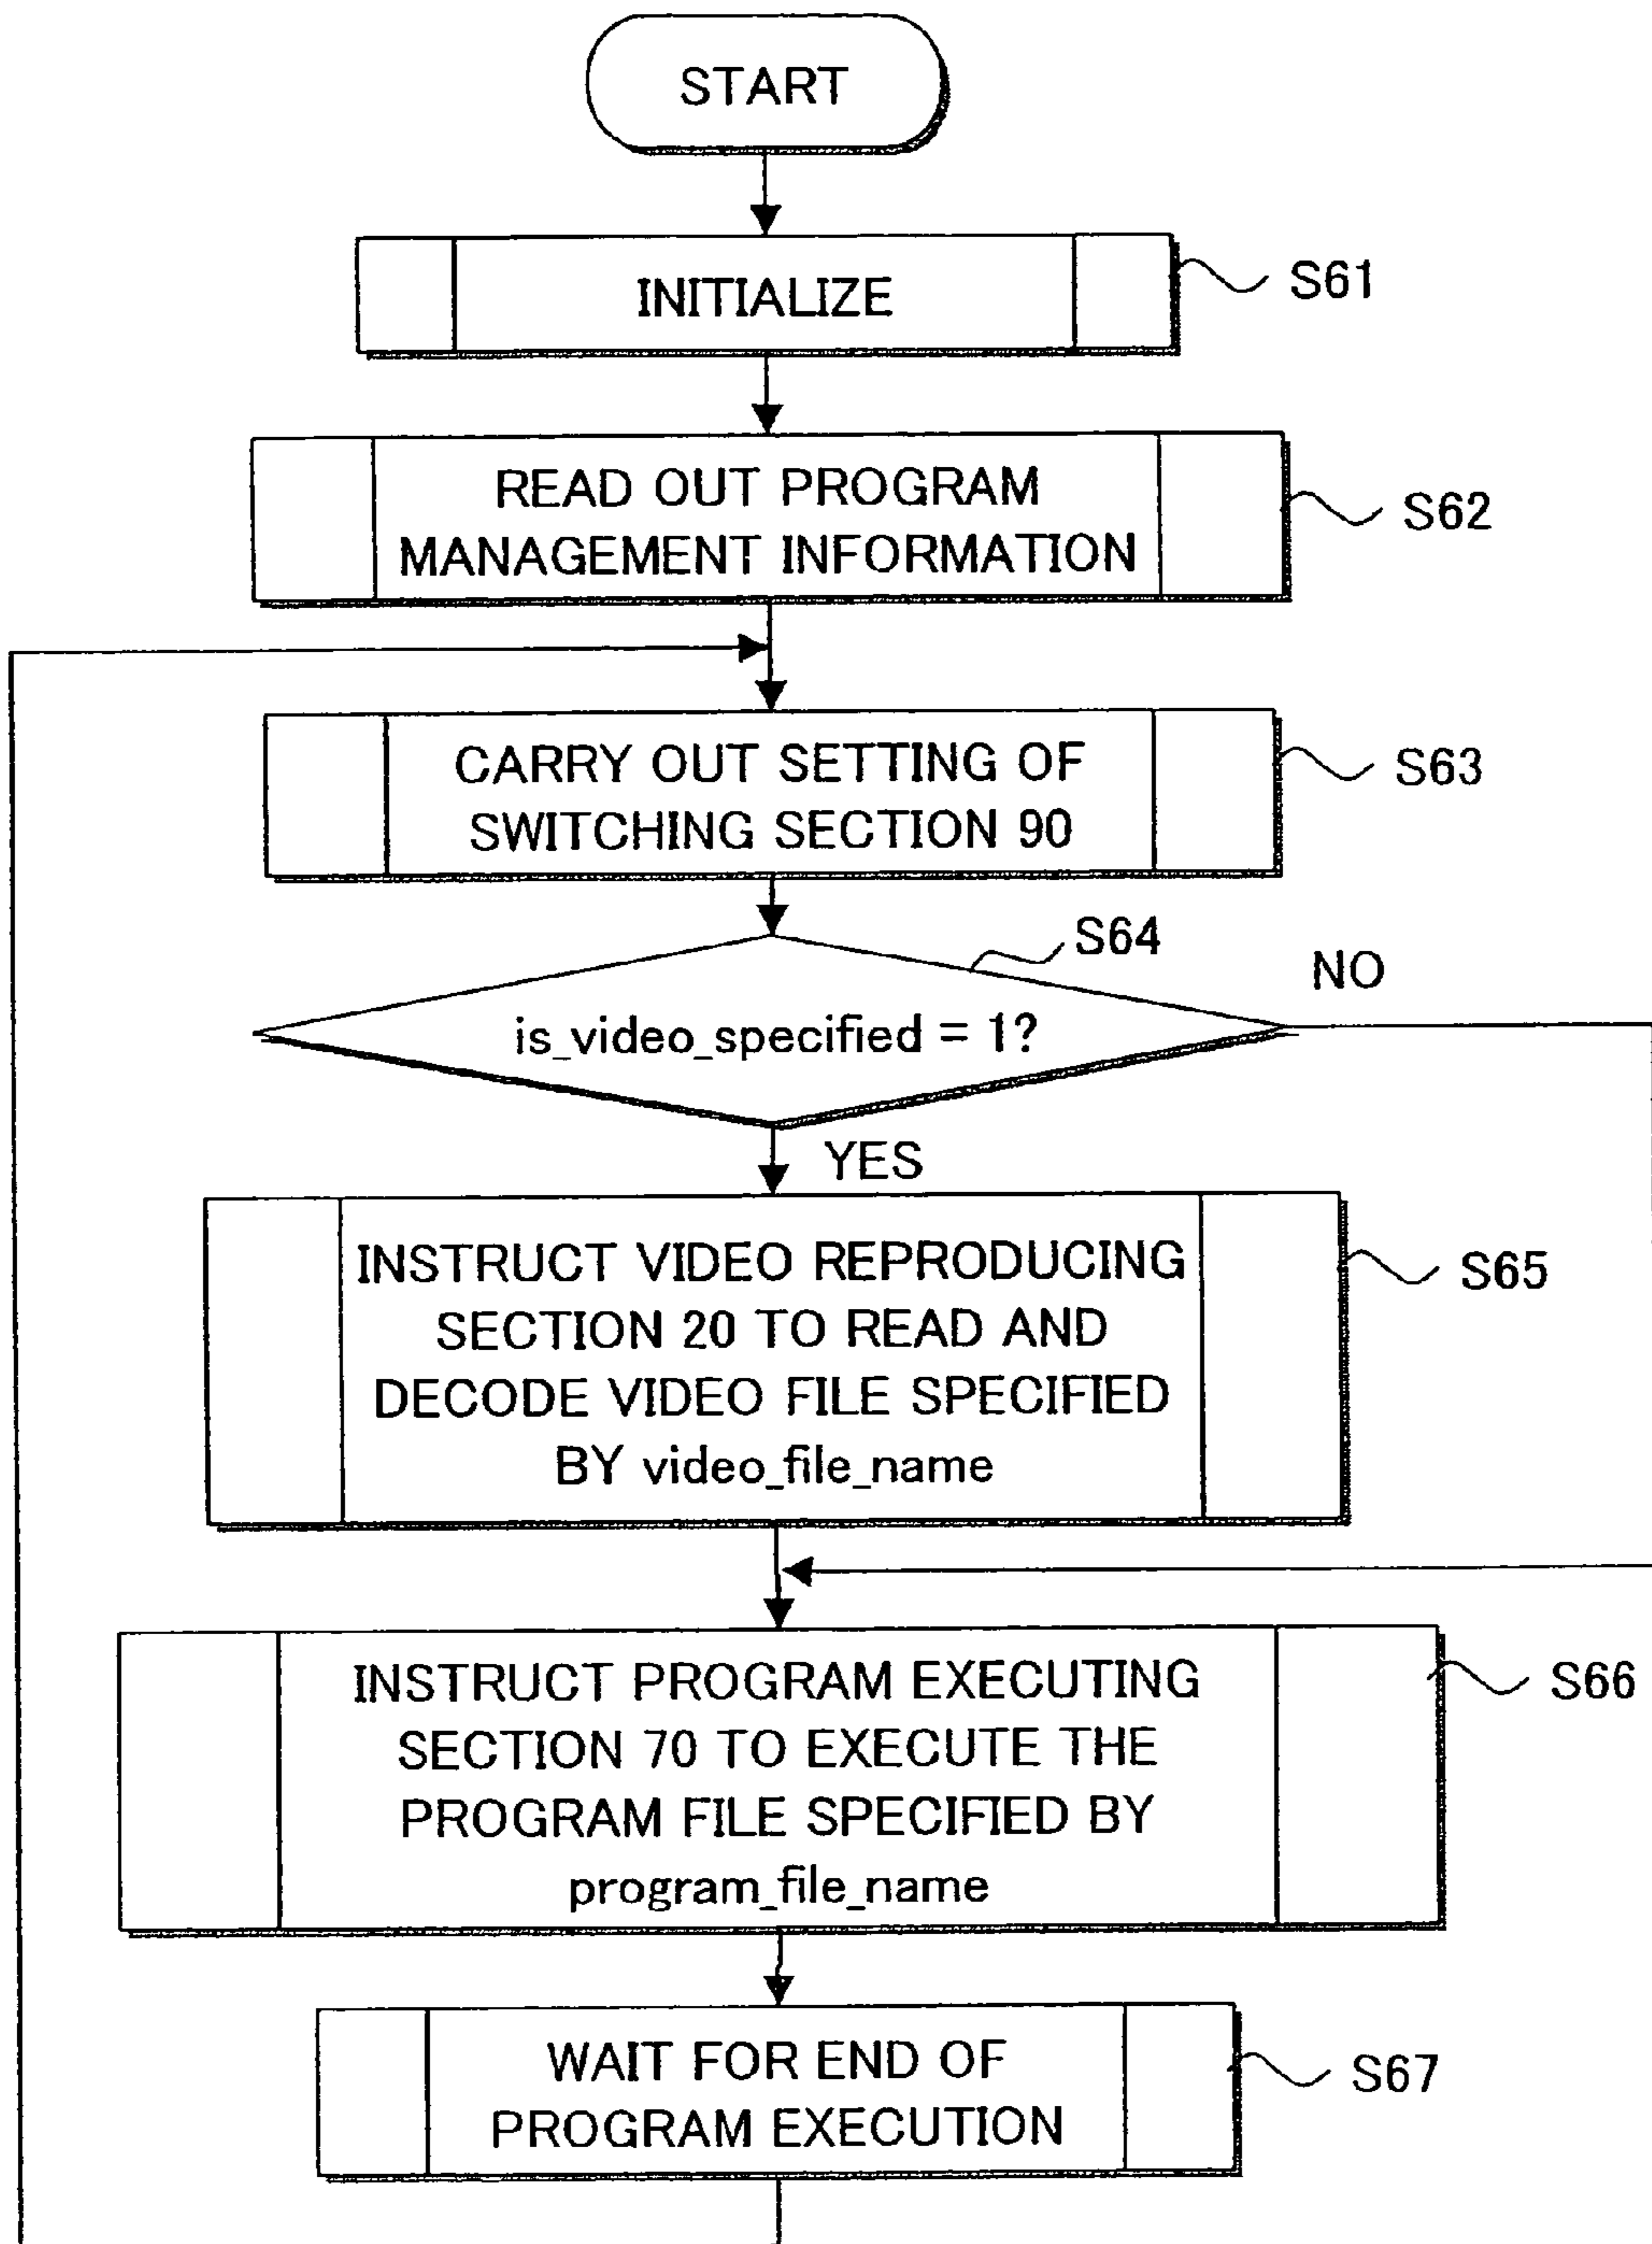 START
INITIALIZE
S61
READ OUT PROGRAM
MANAGEMENT INFORMATION
S62
CARRY OUT SETTING OF
SWITCHING SECTION 90
S63
S64
NO
is_video_specified = 1?
YES
INSTRUCT VIDEO REPRODUCING
SECTION 20 TO READ AND
DECODE VIDEO FILE SPECIFIED
BY video_file_name
S65
INSTRUCT PROGRAM EXECUTING
SECTION 70 TO EXECUTE THE
PROGRAM FILE SPECIFIED BY
program_file_name
S66
WAIT FOR END OF
PROGRAM EXECUTION
S67